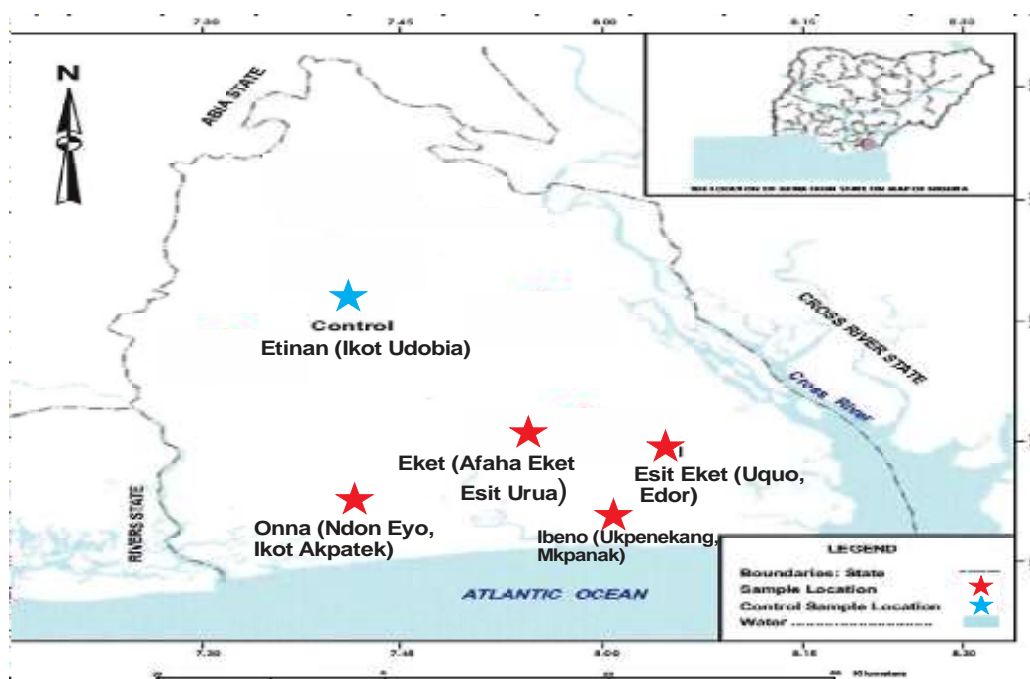 7.30 7.45 8.00 8.15 8.30
N
ABIA STATE
CROSS RIVER STATE
Cross River
Control
Etinan (Ikot Udobia)
Eket (Afaha Eket
Esit Urua)
Esit Eket (Uquo,
Edor)
Onna (Ndon Eyo,
Ikot Akpatek)
Ibeno (Ukpenekang,
Mkpanak)
RIVERS STATE
ATLANTIC OCEAN
LEGEND
Boundaries: State
Sample Location
Control Sample Location
Water
7.30 7.45 8.00 8.15 8.30
Kilometers